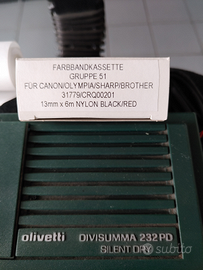 FARBBANDKASSETTE
GRUPPE 51
FÜR CANON/OLYMPIA/SHARP/BROTHER
31779/CRQ00201
13mm x 6m NYLON BLACK/RED
olivetti DIVISUMMA 232PD
SILENT DRY
subito